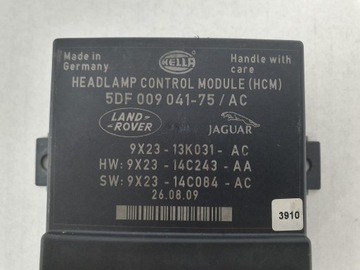 Made in
Germany
HELLA
Handle with
care
HEADLAMP CONTROL MODULE (HCM)
5DF 009 041-75 / AC
LAND-
ROVER
JAGUAR
9X23 - 13K031 - AC
HW: 9X23 - 14C243 - AA
SW: 9X23 - 14C084 - AC
26.08.09
3910